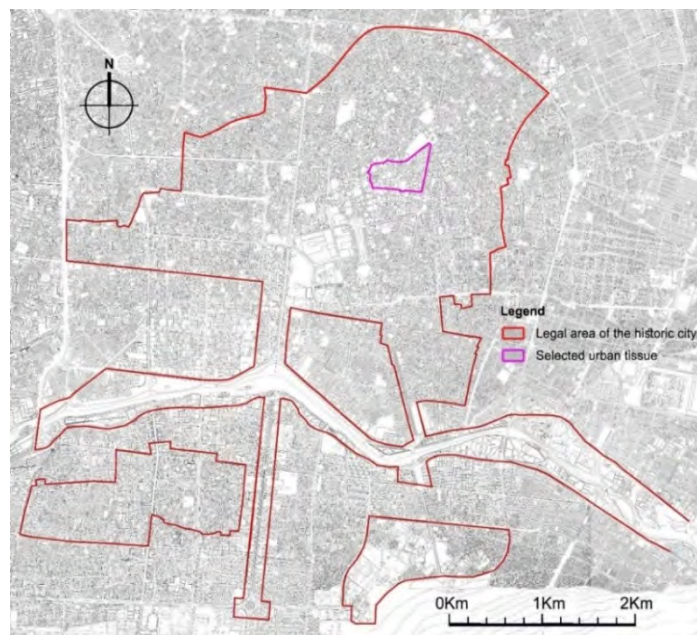 N
Legend
Legal area of the historic city
Selected urban tissue
0Km 1Km 2Km